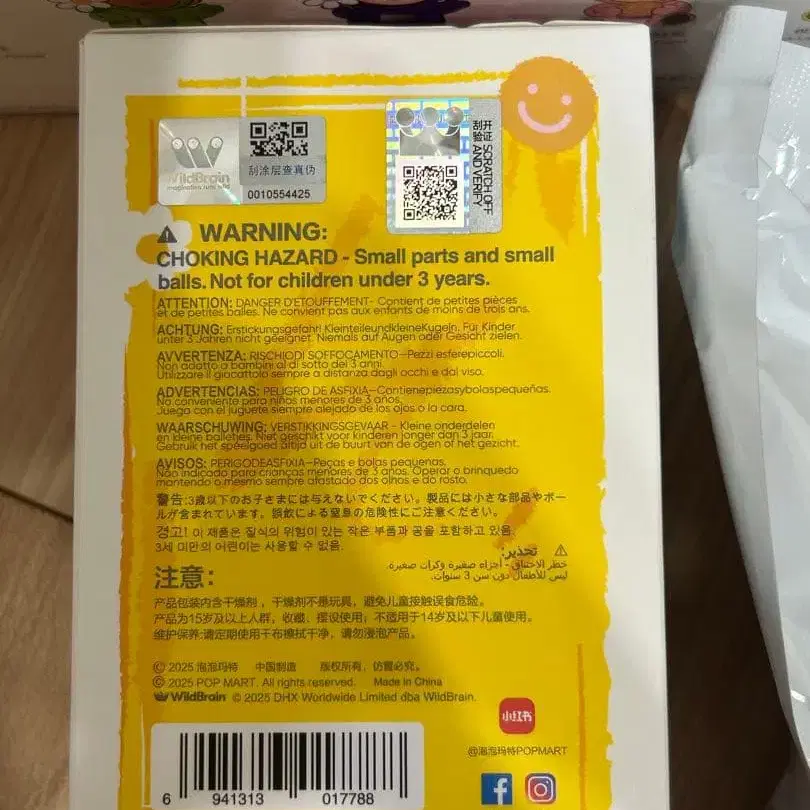 WildBrain
imagination runs wild
刮涂层查真伪
0010554425
开 证
刮 验
SCRATCH OFF
AND VERIFY
WARNING:
CHOKING HAZARD - Small parts and small
balls. Not for children under 3 years.
ATTENTION: DANGER D'ÉTOUFFEMENT- Contient de petites pièces
et de petites balles. Ne convient pas aux enfants de moins de trois ans.
ACHTUNG: Erstickungsgefahr! KleinteileundkleineKugeln. Für Kinder
unter 3 Jahren nicht geeignet. Niemals auf Augen oder Gesicht zielen.
AVVERTENZA: RISCHIODI SOFFOCAMENTO—Pezzi esferepiccoli.
Non adatto a bambini al di sotto dei 3 anni.
Utilizzare il giocattolo sempre a distanza dagli occhi e dal viso.
ADVERTENCIAS: PELIGRO DE ASFIXIA—Contienepiezasybolaspequeñas.
No conveniente para niños menores de 3 años.
Juega con el juguete siempre alejado de los ojos o la cara.
WAARSCHUWING: VERSTIKKINGSGEVAAR - Kleine onderdelen
en kleine balletjes. Niet geschikt voor kinderen jonger dan 3 jaar.
Gebruik het speelgoed altijd uit de buurt van de ogen of het gezicht.
AVISOS: PERIGODEASFIXIA—Peças e bolas pequenas.
Não indicado para crianças menores de 3 anos. Operar o brinquedo
mantendo o mesmo sempre afastado dos olhos e do rosto.
警告:3歳以下のお子さまには与えないでください。製品には小さな部品やボー
ルが含まれています。誤飲による窒息の危険性にご注意ください。
경고! 이 제품은 질식의 위험이 있는 작은 부품과 공을 포함하고 있음.
3세 미만의 어린이는 사용할 수 없음.
تحذير:
خطر الاختناق - أجزاء صغيرة وكرات صغيرة.
ليس للأطفال دون سن 3 سنوات.
注意：
产品包装内含干燥剂，干燥剂不是玩具，避免儿童接触误食危险。
产品为15岁及以上人群，收藏、摆设使用；不适用于14岁及以下儿童使用。
维护保养:请定期使用干布擦拭干净，请勿浸泡产品。
© 2025 泡泡玛特 中国制造 版权所有，仿冒必究。
© 2025 POP MART. All rights reserved. Made in China
WildBrain © 2025 DHX Worldwide Limited dba WildBrain.
小红书
@泡泡玛特POPMART
6 941313 017788